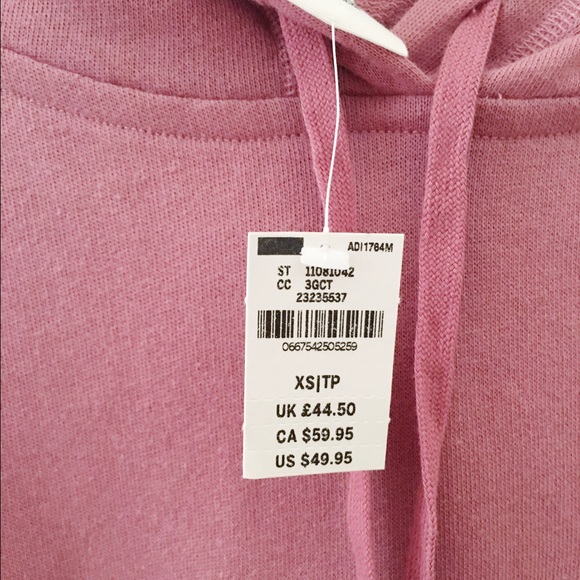 ADI1764M
ST 11081042
CC 3GCT
23235537
0667542505259
XS|TP
UK £44.50
CA $59.95
US $49.95